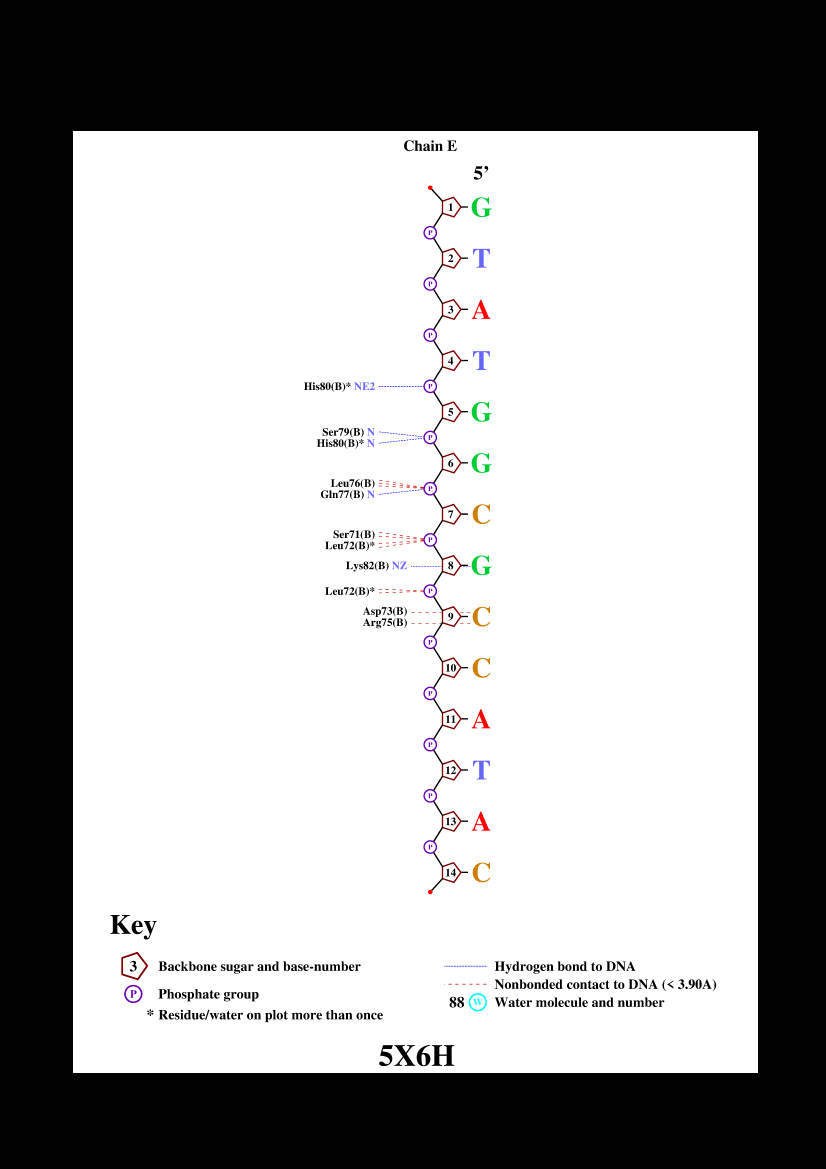 Chain E
5’
1 G
P
2 T
P
3 A
P
4 T
His80(B)* NE2 P
5 G
Ser79(B) N
His80(B)* N P
6 G
Leu76(B) P
Gln77(B) N
7 C
Ser71(B)
Leu72(B)* P
Lys82(B) NZ 8 G
Leu72(B)* P
Asp73(B)
Arg75(B) 9 C
P
10 C
P
11 A
P
12 T
P
13 A
P
14 C
Key
3 Backbone sugar and base-number
P Phosphate group
* Residue/water on plot more than once
Hydrogen bond to DNA
Nonbonded contact to DNA (< 3.90A)
88 W Water molecule and number
5X6H